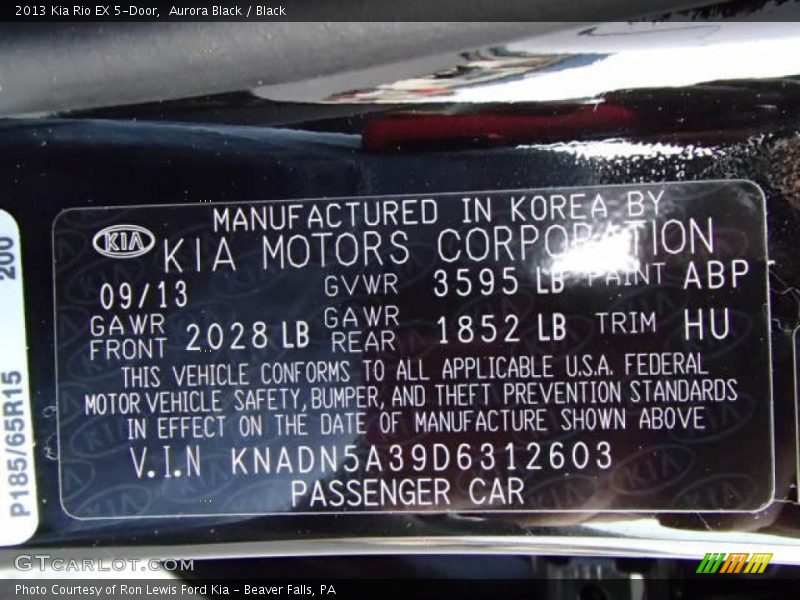 2013 Kia Rio EX 5-Door, Aurora Black / Black
MANUFACTURED IN KOREA BY
KIA KIA MOTORS CORPORATION
09/13 GVWR 3595 LB PAINT ABP
GAWR FRONT 2028 LB GAWR REAR 1852 LB TRIM HU
THIS VEHICLE CONFORMS TO ALL APPLICABLE U.S.A. FEDERAL
MOTOR VEHICLE SAFETY, BUMPER, AND THEFT PREVENTION STANDARDS
IN EFFECT ON THE DATE OF MANUFACTURE SHOWN ABOVE
V.I.N KNADN5A39D6312603
PASSENGER CAR
P185/65R15 200
GTCarLot.com
Photo Courtesy of Ron Lewis Ford Kia - Beaver Falls, PA